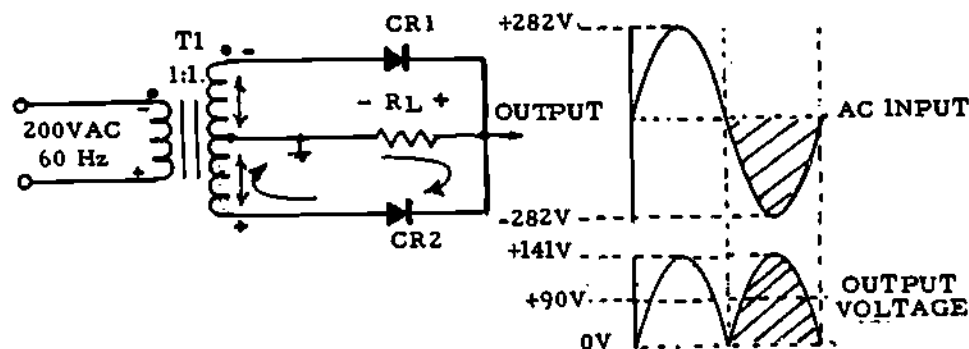 T1
1:1.
200VAC
60 Hz
CR1
- RL +
OUTPUT
CR2
+282V
AC INPUT
-282V
+141V
+90V
OUTPUT
VOLTAGE
0V